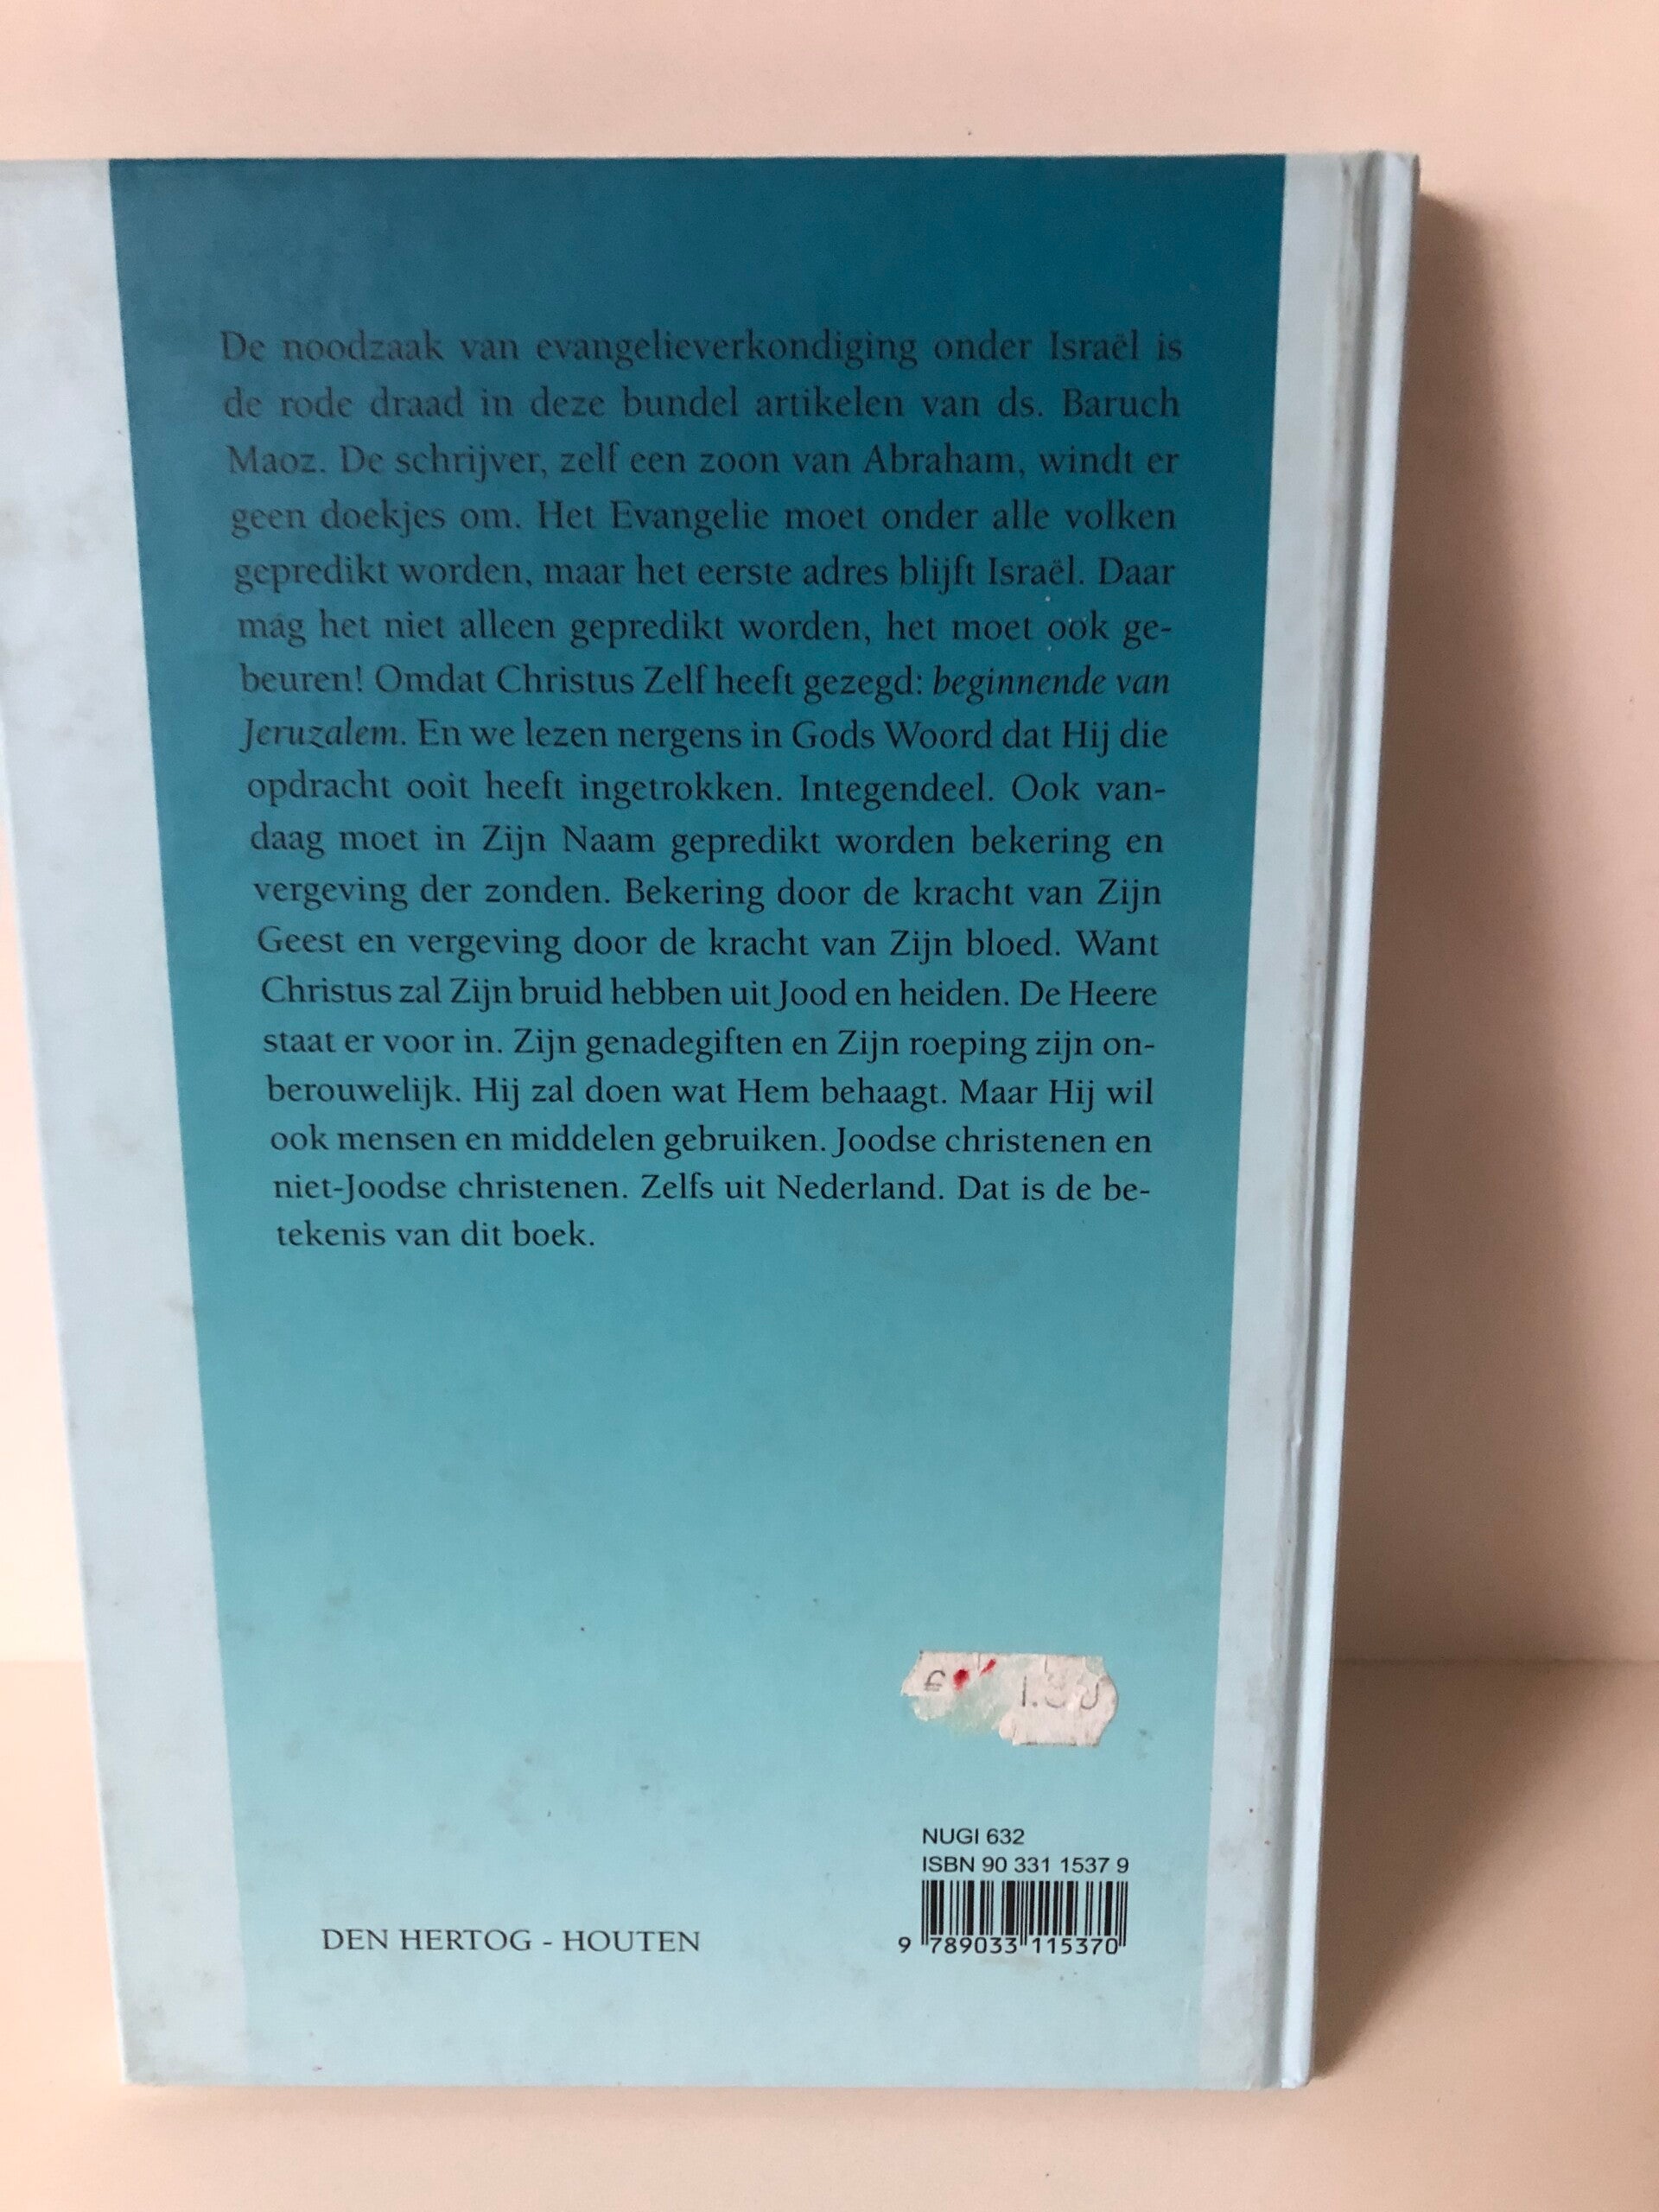 De noodzaak van evangelieverkondiging onder Israël is
de rode draad in deze bundel artikelen van ds. Baruch
Maoz. De schrijver, zelf een zoon van Abraham, windt er
geen doekjes om. Het Evangelie moet onder alle volken
gepredikt worden, maar het eerste adres blijft Israël. Daar
mág het niet alleen gepredikt worden, het moet ook ge-
beuren! Omdat Christus Zelf heeft gezegd: beginnende van
Jeruzalem. En we lezen nergens in Gods Woord dat Hij die
opdracht ooit heeft ingetrokken. Integendeel. Ook van-
daag moet in Zijn Naam gepredikt worden bekering en
vergeving der zonden. Bekering door de kracht van Zijn
Geest en vergeving door de kracht van Zijn bloed. Want
Christus zal Zijn bruid hebben uit Jood en heiden. De Heere
staat er voor in. Zijn genadegiften en Zijn roeping zijn on-
berouwelijk. Hij zal doen wat Hem behaagt. Maar Hij wil
ook mensen en middelen gebruiken. Joodse christenen en
niet-Joodse christenen. Zelfs uit Nederland. Dat is de be-
tekenis van dit boek.
NUGI 632
ISBN 90 331 1537 9
9 789033 115370
DEN HERTOG - HOUTEN